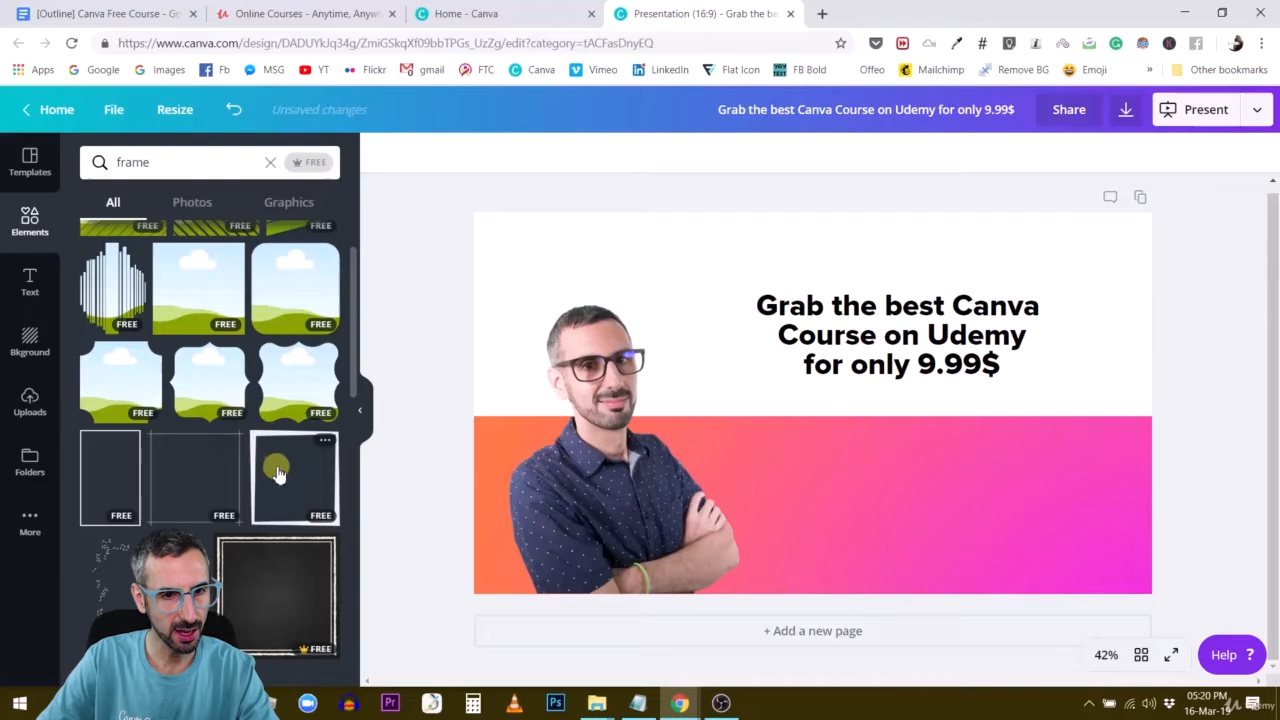 [Outline] Canva Free Course - Go
Online Courses - Anytime, Anywh
Home - Canva
Presentation (16:9) - Grab the be
https://www.canva.com/design/DADUYkJq34g/ZmiGSkqXf09bbTPGs_UzZg/edit?category=tACFasDnyEQ
Apps Google Images Fb MSG YT Flickr gmail FTC Canva Vimeo LinkedIn Flat Icon FB Bold Offeo Mailchimp Remove BG Emoji » Other bookmarks
Home File Resize Unsaved changes Grab the best Canva Course on Udemy for only 9.99$ Share Present
Templates
Elements
Text
Bkground
Uploads
Folders
More
frame FREE
All Photos Graphics
FREE FREE FREE
FREE FREE FREE
FREE FREE FREE
FREE FREE FREE
FREE
Grab the best Canva
Course on Udemy
for only 9.99$
+ Add a new page
42% Help ?
05:20 PM
16-Mar-19
Udemy